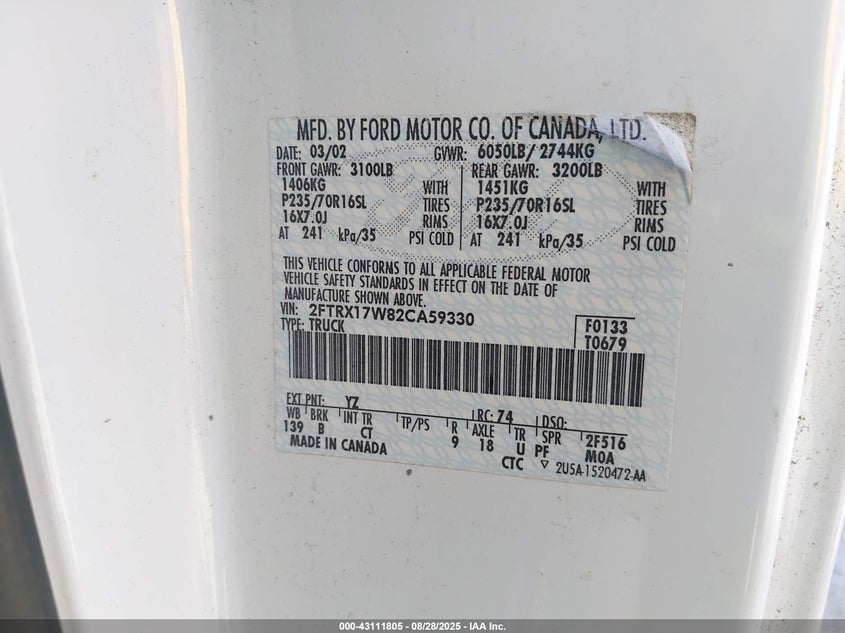 MFD. BY FORD MOTOR CO. OF CANADA, LTD.
DATE: 03/02 GVWR: 6050LB/ 2744KG
FRONT GAWR: 3100LB REAR GAWR: 3200LB
1406KG WITH 1451KG WITH
P235/70R16SL TIRES P235/70R16SL TIRES
16X7.0J RIMS 16X7.0J RIMS
AT 241 kPa/35 PSI COLD AT 241 kPa/35 PSI COLD
THIS VEHICLE CONFORMS TO ALL APPLICABLE FEDERAL MOTOR
VEHICLE SAFETY STANDARDS IN EFFECT ON THE DATE OF
MANUFACTURE SHOWN ABOVE.
VIN: 2FTRX17W82CA59330 F0133
TYPE: TRUCK T0679
EXT PNT: YZ RC: 74 DSO:
WB BRK INT TR TP/PS R AXLE TR SPR 2F516
139 B CT 9 18 U PF MOA
MADE IN CANADA CTC ▽ 2U5A-1520472-AA
000-43111805 - 08/28/2025 - IAA Inc.